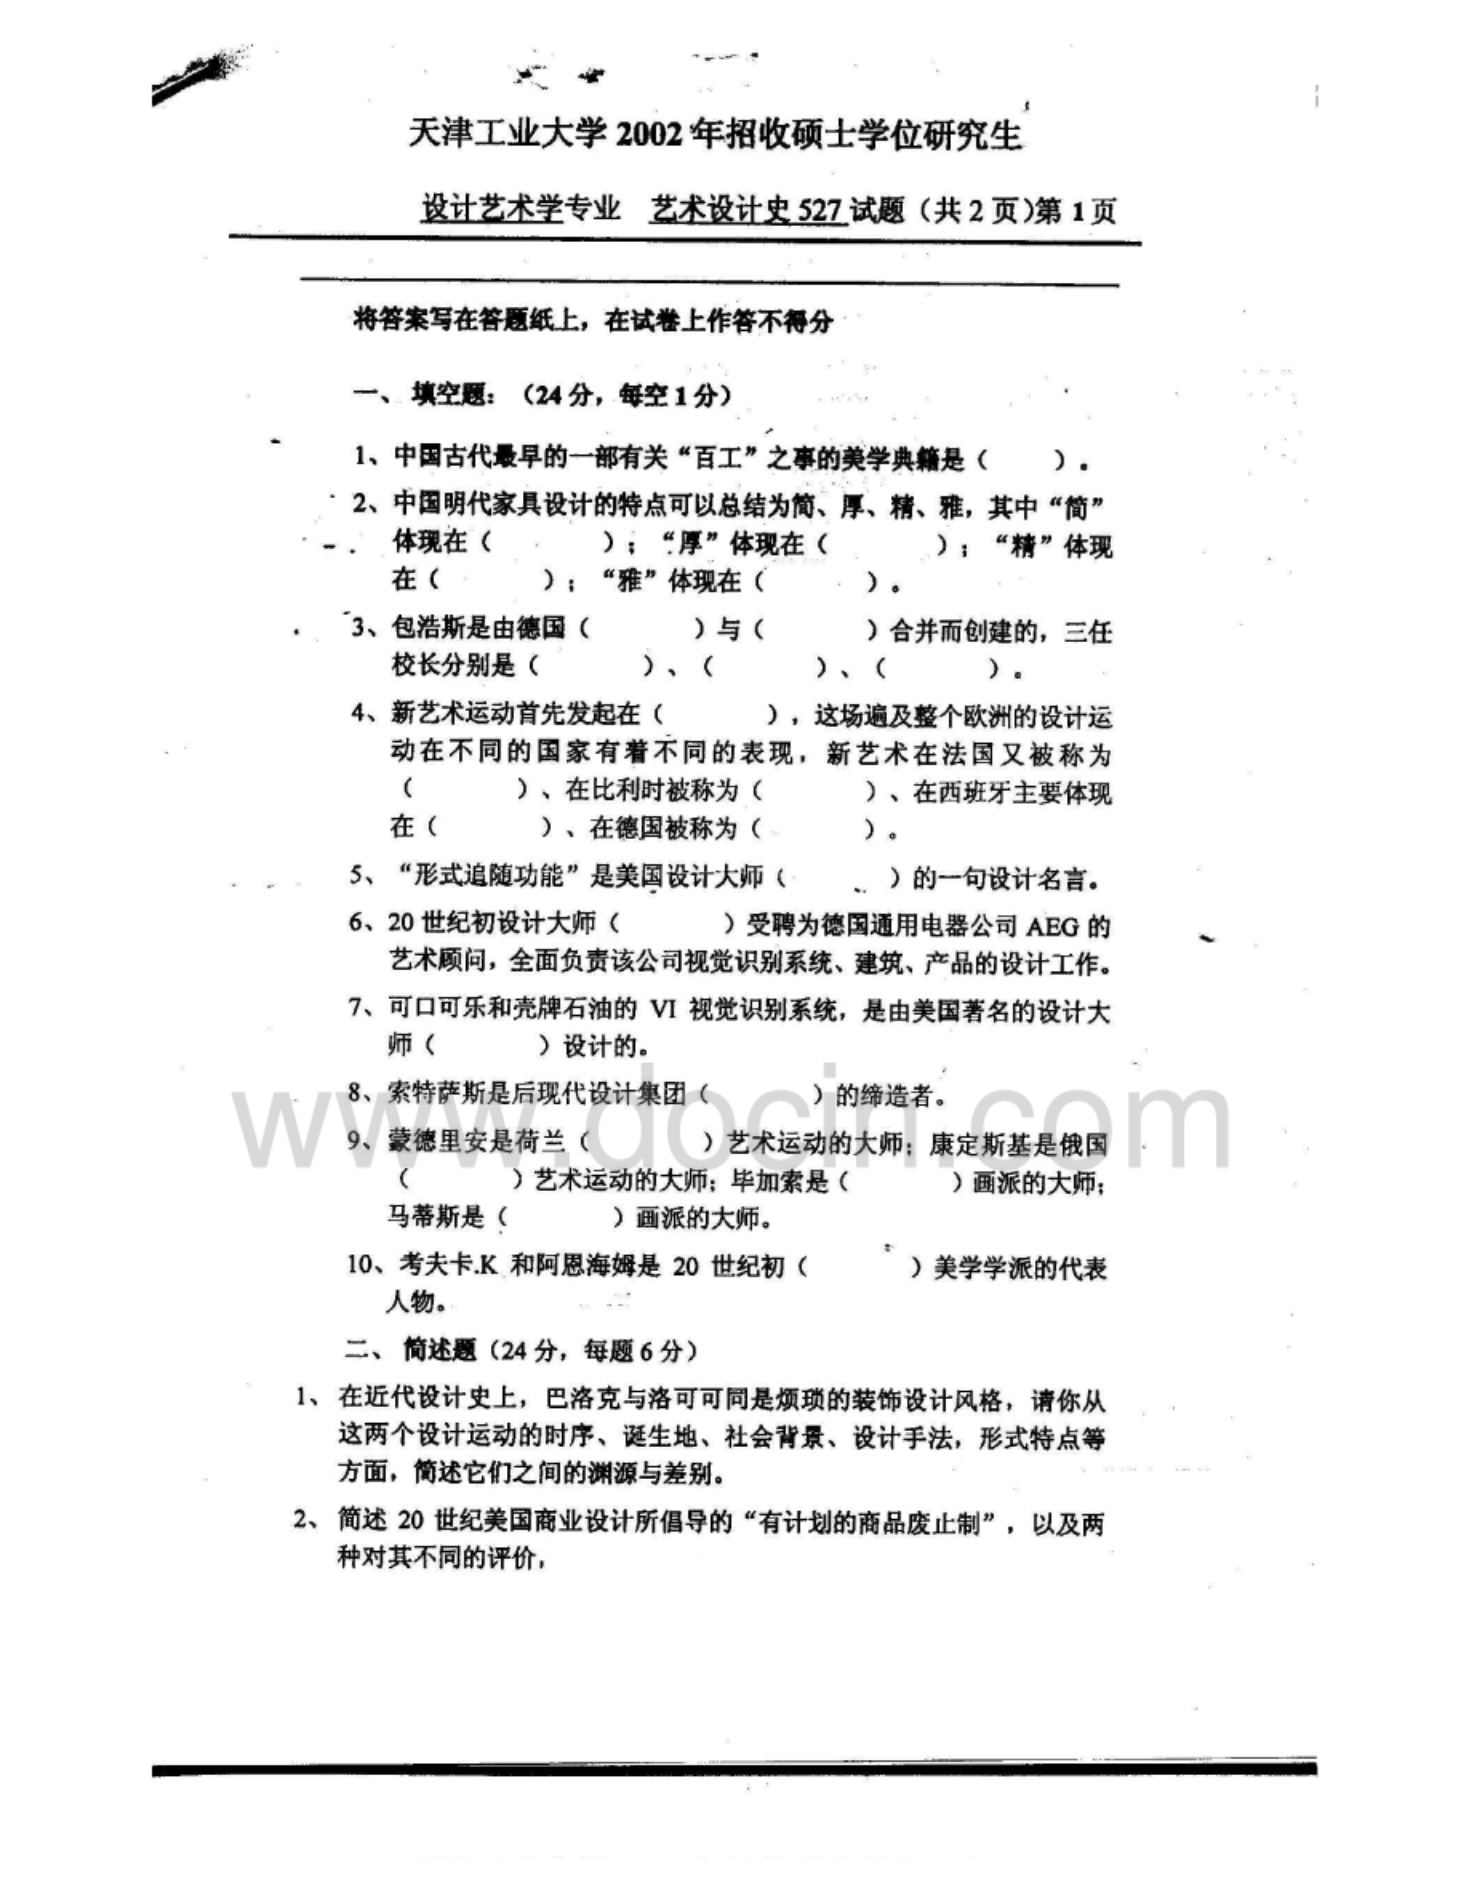 天津工业大学 2002 年招收硕士学位研究生
设计艺术学专业 艺术设计史 527 试题（共 2 页）第 1 页
将答案写在答题纸上，在试卷上作答不得分
一、 填空题：（24 分，每空 1 分）
1、中国古代最早的一部有关“百工”之事的美学典籍是（ ）。
2、中国明代家具设计的特点可以总结为简、厚、精、雅，其中“简”
体现在（ ）；“厚”体现在（ ）；“精”体现
在（ ）；“雅”体现在（ ）。
3、包浩斯是由德国（ ）与（ ）合并而创建的，三任
校长分别是（ ）、（ ）、（ ）。
4、新艺术运动首先发起在（ ），这场遍及整个欧洲的设计运
动在不同的国家有着不同的表现，新艺术在法国又被称为
（ ）、在比利时被称为（ ）、在西班牙主要体现
在（ ）、在德国被称为（ ）。
5、“形式追随功能”是美国设计大师（ ）的一句设计名言。
6、20 世纪初设计大师（ ）受聘为德国通用电器公司 AEG 的
艺术顾问，全面负责该公司视觉识别系统、建筑、产品的设计工作。
7、可口可乐和壳牌石油的 VI 视觉识别系统，是由美国著名的设计大
师（ ）设计的。
8、索特萨斯是后现代设计集团（ ）的缔造者。
www.docin.com
9、蒙德里安是荷兰（ ）艺术运动的大师；康定斯基是俄国
（ ）艺术运动的大师；毕加索是（ ）画派的大师；
马蒂斯是（ ）画派的大师。
10、考夫卡.K 和阿恩海姆是 20 世纪初（ ）美学学派的代表
人物。
二、 简述题（24 分，每题 6 分）
1、 在近代设计史上，巴洛克与洛可可同是烦琐的装饰设计风格，请你从
这两个设计运动的时序、诞生地、社会背景、设计手法，形式特点等
方面，简述它们之间的渊源与差别。
2、 简述 20 世纪美国商业设计所倡导的“有计划的商品废止制”，以及两
种对其不同的评价，